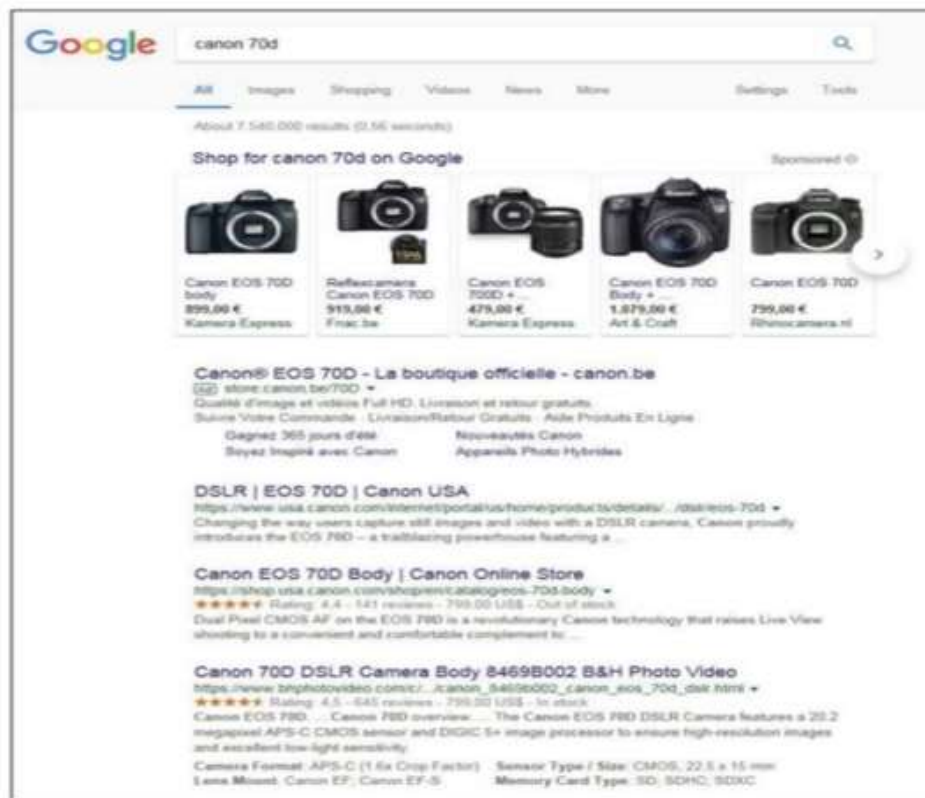 Google
canon 70d
All Images Shopping Videos News More Settings Tools
About 7.540.000 results (0,56 seconds)
Shop for canon 70d on Google
Sponsored
Canon EOS 70D
body
899,00 €
Kamera Express
Reflexcamera
Canon EOS 70D
919,00 €
Fnac.be
Canon EOS
700D + ...
479,00 €
Kamera Express
Canon EOS 70D
Body + ...
1.079,00 €
Art & Craft
Canon EOS 70D
799,00 €
Rhinocamera.nl
Canon® EOS 70D - La boutique officielle - canon.be
Ad store.canon.be/70D
Qualité d'image et vidéos Full HD. Livraison et retour gratuits.
Suivre Votre Commande · Livraison/Retour Gratuits · Aide Produits En Ligne
Gagnez 365 jours d'été Nouveautés Canon
Soyez Inspiré avec Canon Appareils Photo Hybrides
DSLR | EOS 70D | Canon USA
https://www.usa.canon.com/internet/portal/us/home/products/details/.../dslr/eos-70d
Changing the way users capture still images and video with a DSLR camera, Canon proudly
introduces the EOS 70D – a trailblazing powerhouse featuring a ...
Canon EOS 70D Body | Canon Online Store
https://shop.usa.canon.com/shop/en/catalog/eos-70d-body
Rating: 4.4 - 141 reviews - 799.00 US$ - Out of stock
Dual Pixel CMOS AF on the EOS 70D is a revolutionary Canon technology that raises Live View
shooting to a convenient and comfortable complement to ...
Canon 70D DSLR Camera Body 8469B002 B&H Photo Video
https://www.bhphotovideo.com/c/.../canon_8469b002_canon_eos_70d_dslr.html
Rating: 4.5 - 645 reviews - 799.00 US$ - In stock
Canon EOS 70D. ... Canon 70D overview. ... The Canon EOS 70D DSLR Camera features a 20.2
megapixel APS-C CMOS sensor and DIGIC 5+ image processor to ensure high-resolution images
and excellent low-light sensitivity.
Camera Format: APS-C (1.6x Crop Factor) Sensor Type / Size: CMOS, 22.5 x 15 mm
Lens Mount: Canon EF; Canon EF-S Memory Card Type: SD; SDHC; SDXC